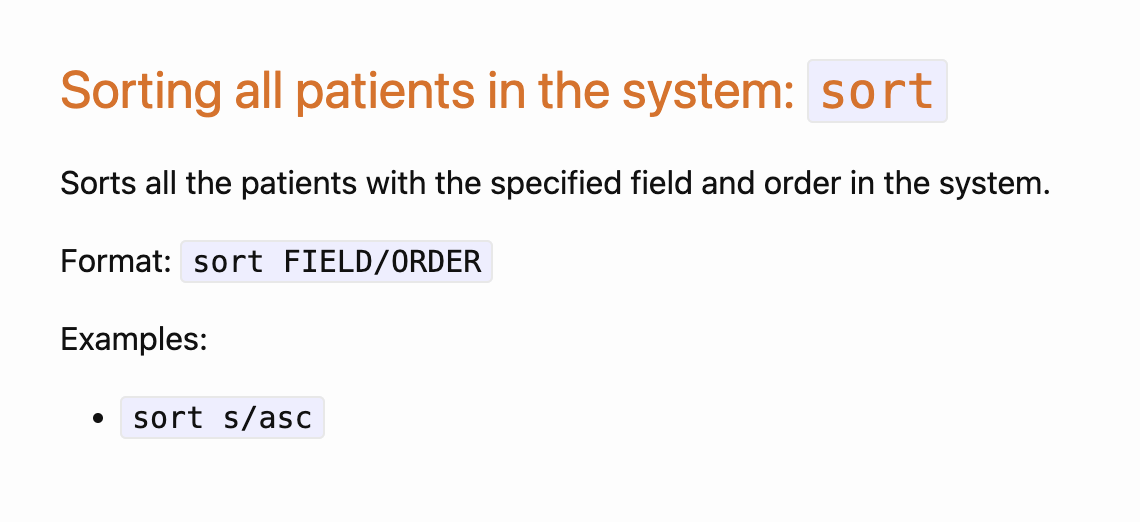 Sorting all patients in the system: sort
Sorts all the patients with the specified field and order in the system.
Format: sort FIELD/ORDER
Examples:
• sort s/asc